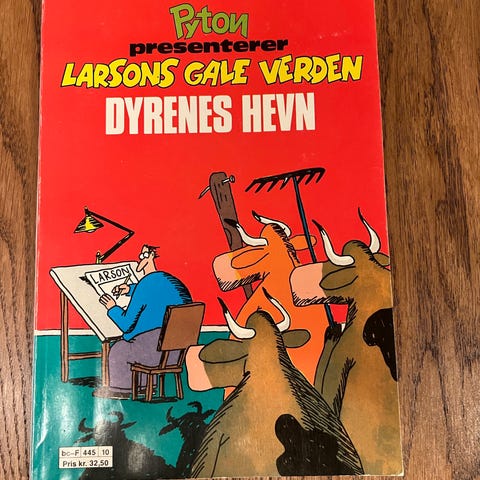 Pyton
presenterer
LARSONS GALE VERDEN
DYRENES HEVN
LARSON
bc-F 445 10
Pris kr. 32,50